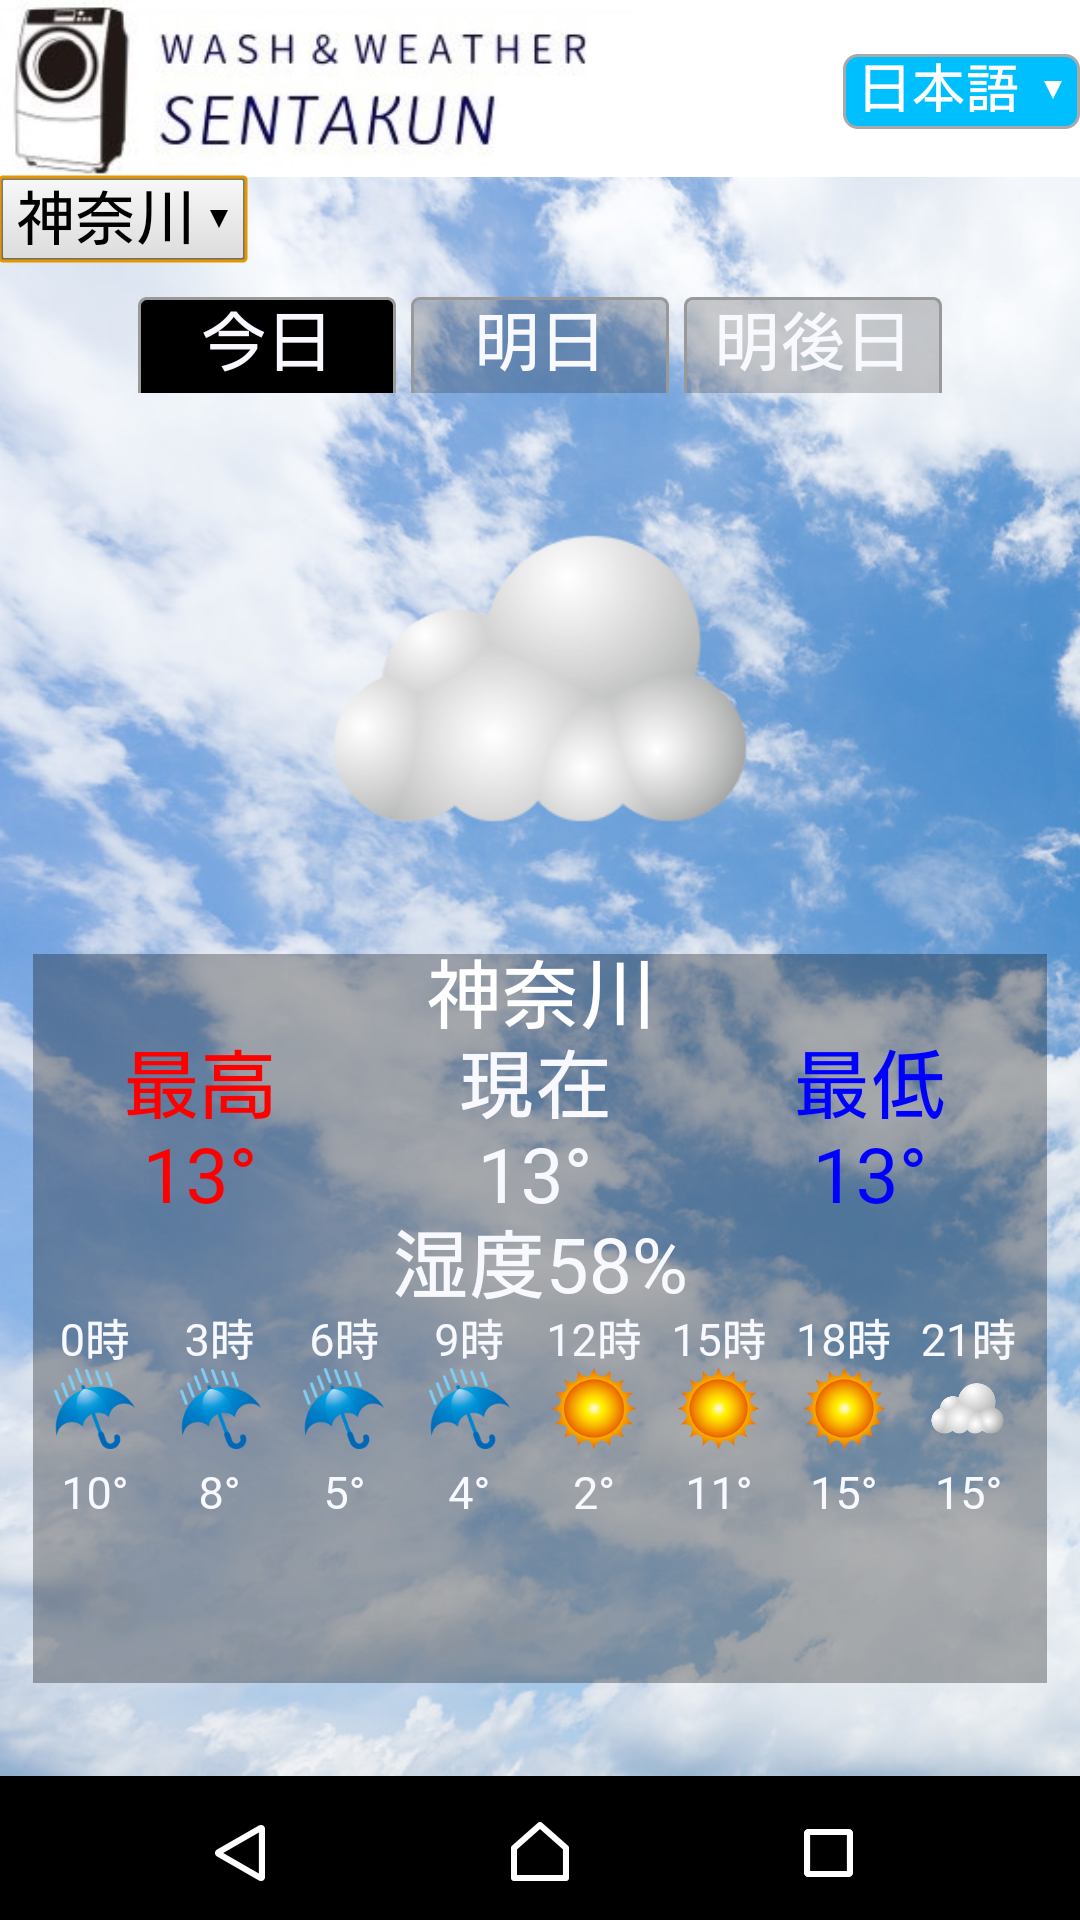 WASH & WEATHER
SENTAKUN
日本語 ▼
神奈川 ▼
今日 明日 明後日
神奈川
最高 現在 最低
13° 13° 13°
湿度58%
0時 3時 6時 9時 12時 15時 18時 21時
10° 8° 5° 4° 2° 11° 15° 15°